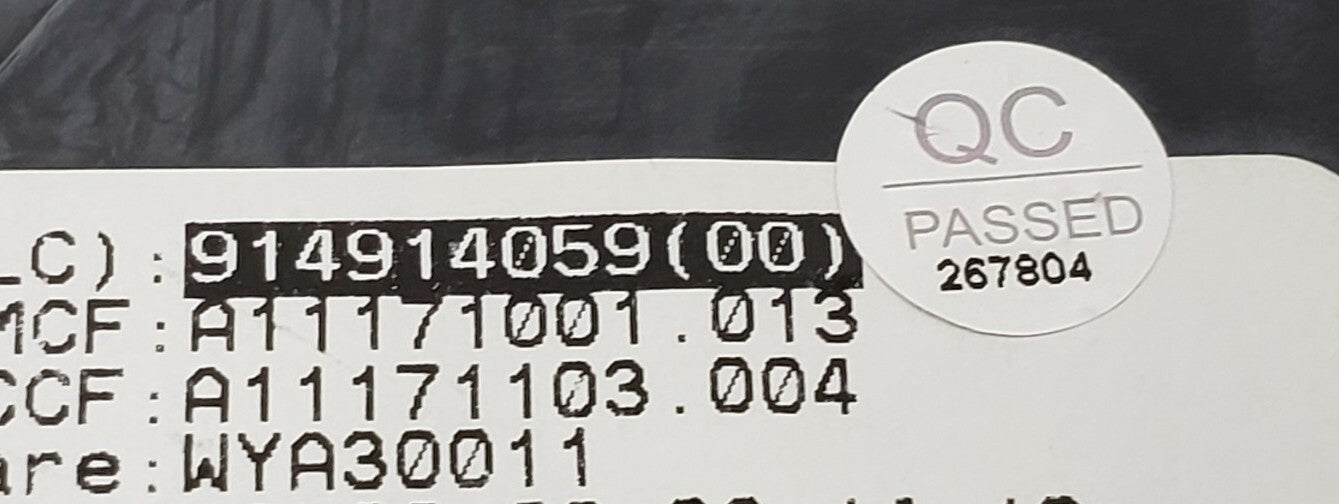 QC
PASSED
267804
LC):914914059(00)
MCF:A11171001.013
CCF:A11171103.004
are:WYA30011